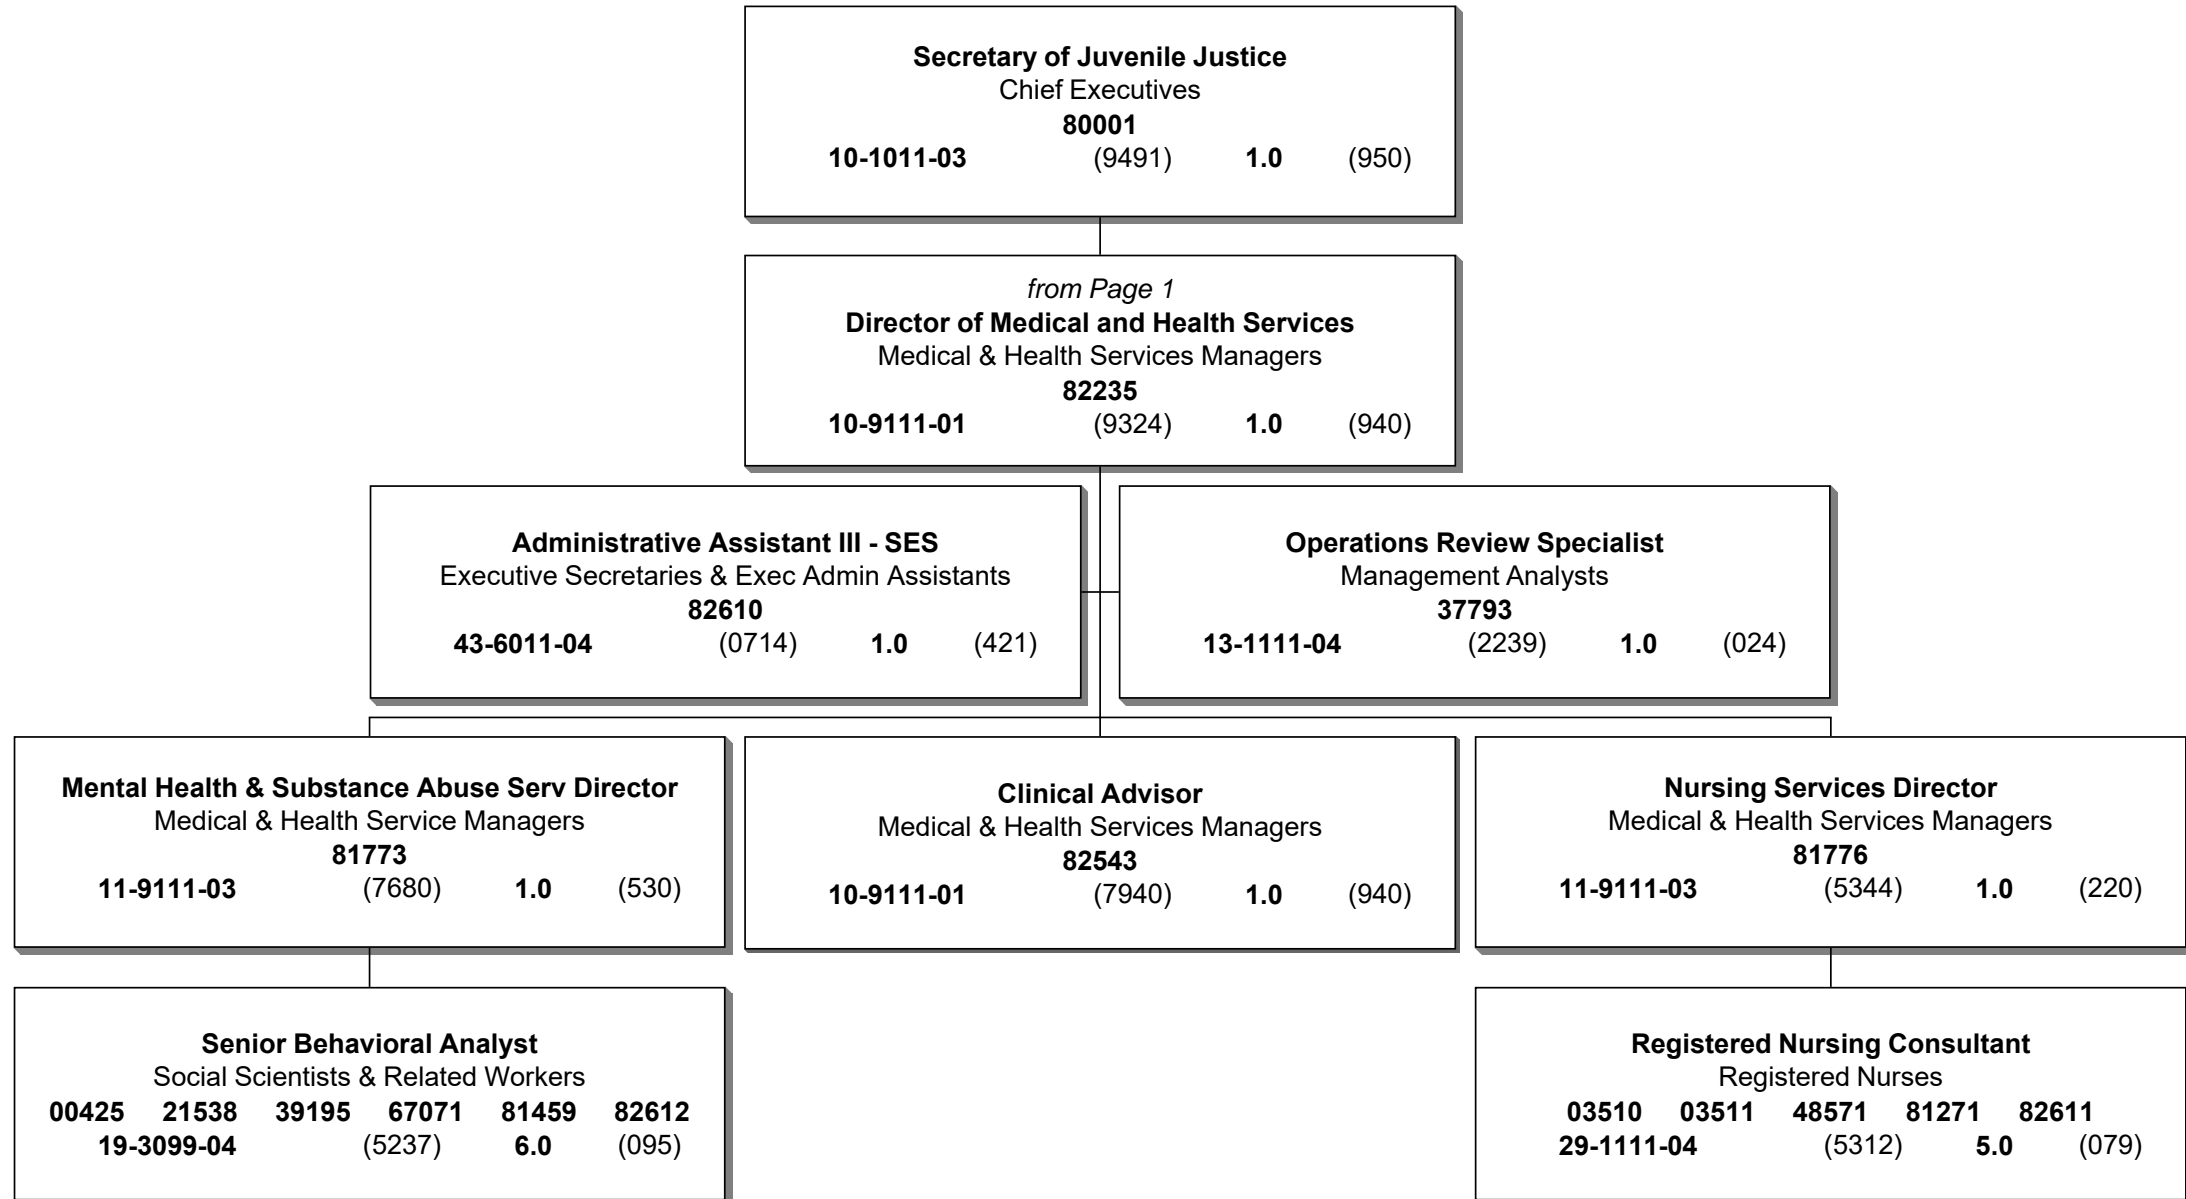 Secretary of Juvenile Justice
Chief Executives
80001
10-1011-03 (9491) 1.0 (950)
from Page 1
Director of Medical and Health Services
Medical & Health Services Managers
82235
10-9111-01 (9324) 1.0 (940)
Administrative Assistant III - SES
Executive Secretaries & Exec Admin Assistants
82610
43-6011-04 (0714) 1.0 (421)
Operations Review Specialist
Management Analysts
37793
13-1111-04 (2239) 1.0 (024)
Mental Health & Substance Abuse Serv Director
Medical & Health Service Managers
81773
11-9111-03 (7680) 1.0 (530)
Clinical Advisor
Medical & Health Services Managers
82543
10-9111-01 (7940) 1.0 (940)
Nursing Services Director
Medical & Health Services Managers
81776
11-9111-03 (5344) 1.0 (220)
Senior Behavioral Analyst
Social Scientists & Related Workers
00425 21538 39195 67071 81459 82612
19-3099-04 (5237) 6.0 (095)
Registered Nursing Consultant
Registered Nurses
03510 03511 48571 81271 82611
29-1111-04 (5312) 5.0 (079)